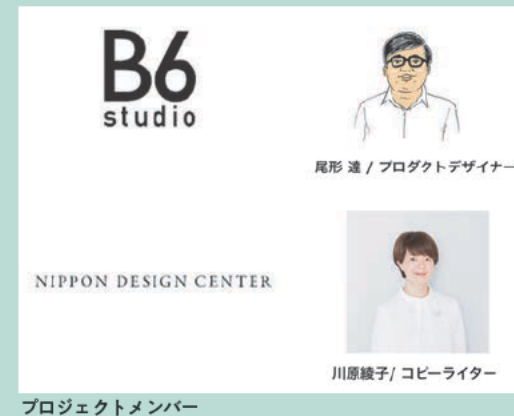 B6
studio
尾形 達 / プロダクトデザイナー
NIPPON DESIGN CENTER
川原綾子/ コピーライター
プロジェクトメンバー